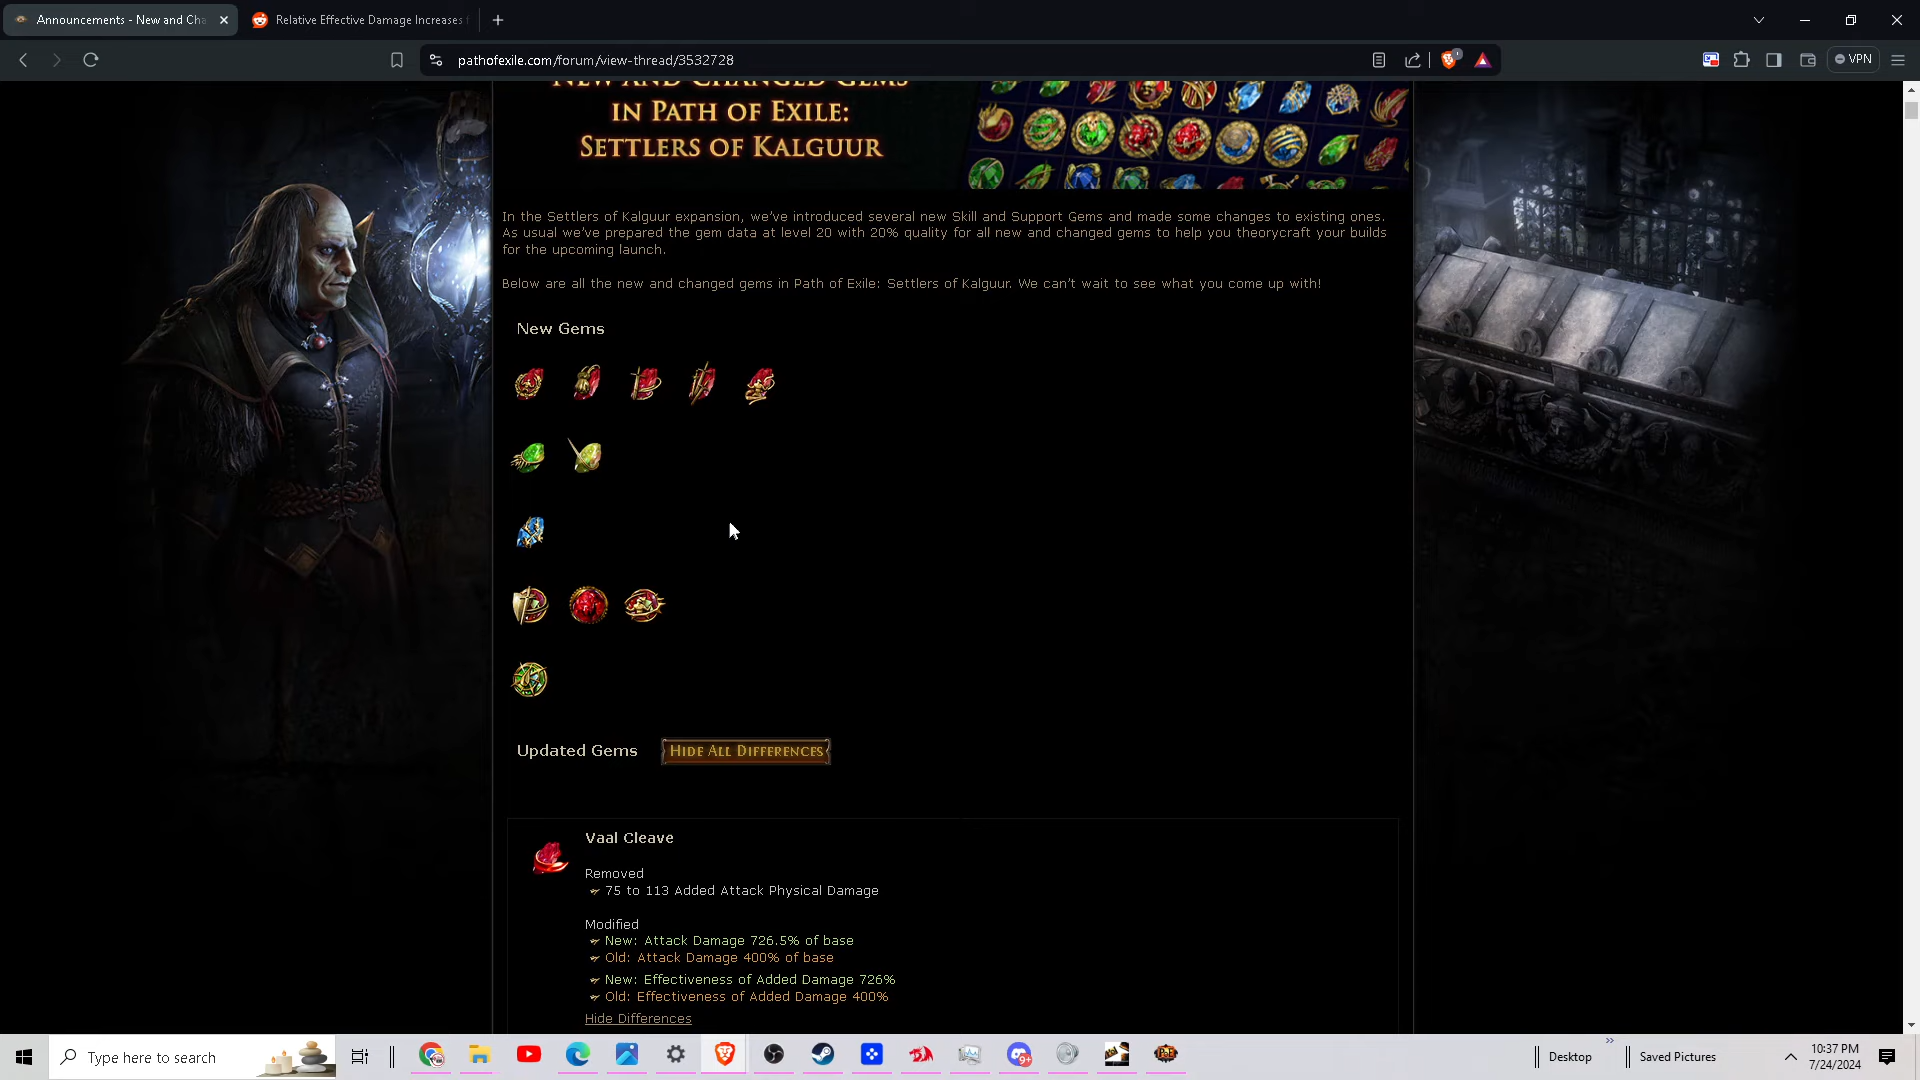 Announcements - New and Cha
Relative Effective Damage Increases f
pathofexile.com/forum/view-thread/3532728
VPN
New and Changed Gems
in Path of Exile:
Settlers of Kalguur
In the Settlers of Kalguur expansion, we've introduced several new Skill and Support Gems and made some changes to existing ones.
As usual we've prepared the gem data at level 20 with 20% quality for all new and changed gems to help you theorycraft your builds
for the upcoming launch.
Below are all the new and changed gems in Path of Exile: Settlers of Kalguur. We can't wait to see what you come up with!
New Gems
Updated Gems
Hide All Differences
Vaal Cleave
Removed
75 to 113 Added Attack Physical Damage
Modified
New: Attack Damage 726.5% of base
Old: Attack Damage 400% of base
New: Effectiveness of Added Damage 726%
Old: Effectiveness of Added Damage 400%
Hide Differences
Type here to search
9+
Desktop
Saved Pictures
10:37 PM
7/24/2024